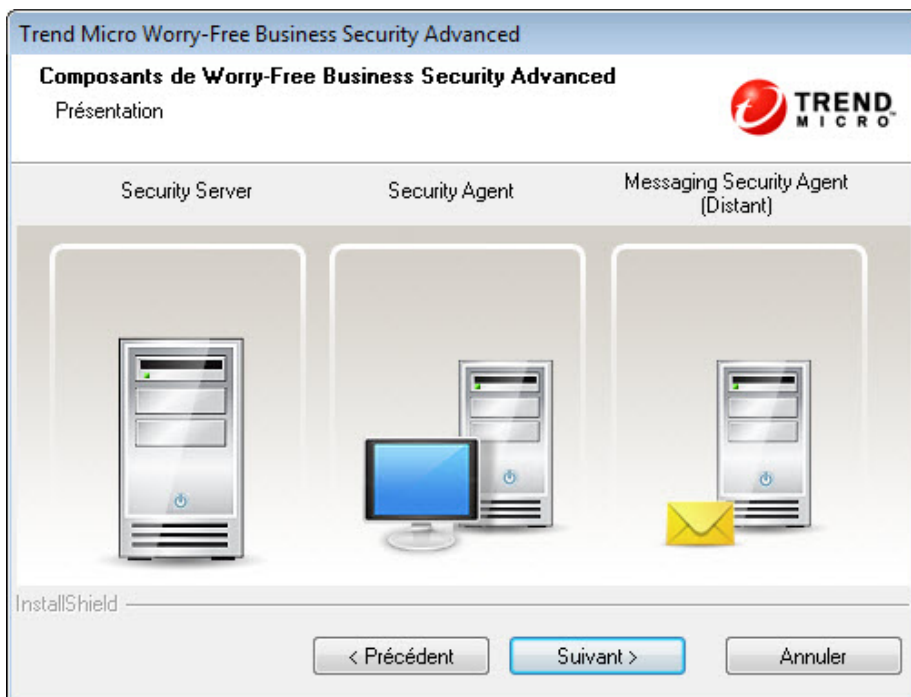 Trend Micro Worry-Free Business Security Advanced
Composants de Worry-Free Business Security Advanced
Présentation
TREND
MICRO™
Security Server
Security Agent
Messaging Security Agent
(Distant)
InstallShield
< Précédent
Suivant >
Annuler